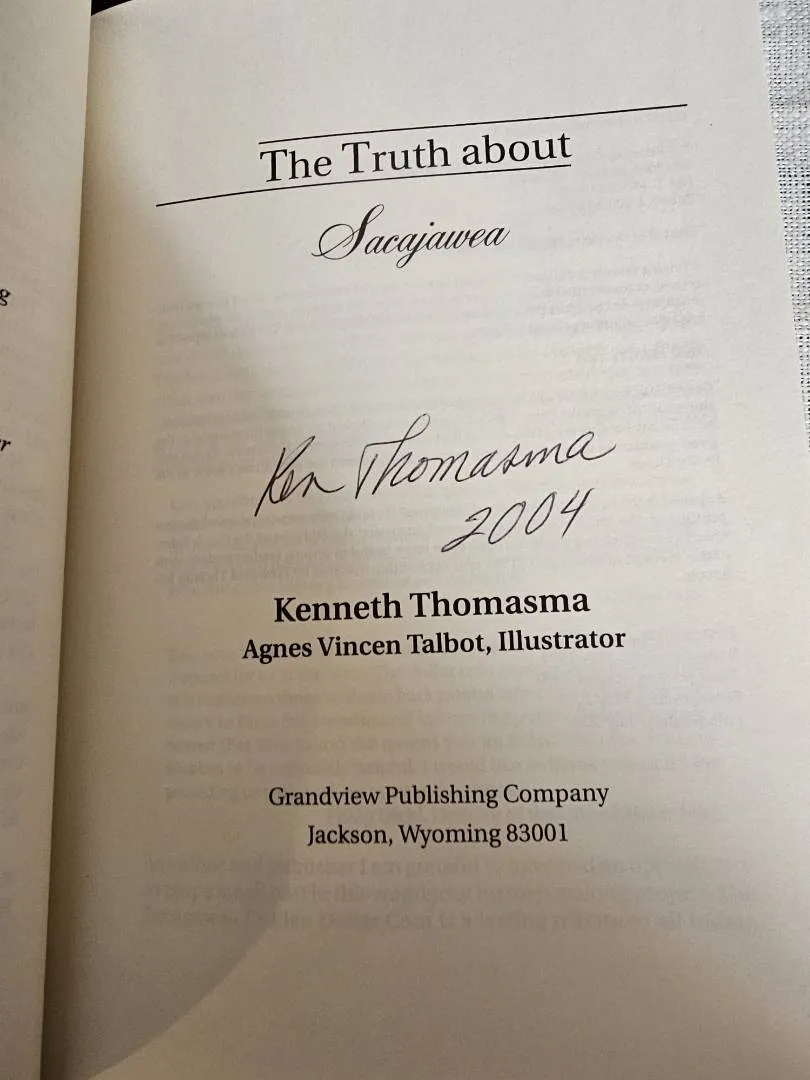 The Truth about
Sacajawea
Ken Thomasma
2004
Kenneth Thomasma
Agnes Vincen Talbot, Illustrator
Grandview Publishing Company
Jackson, Wyoming 83001